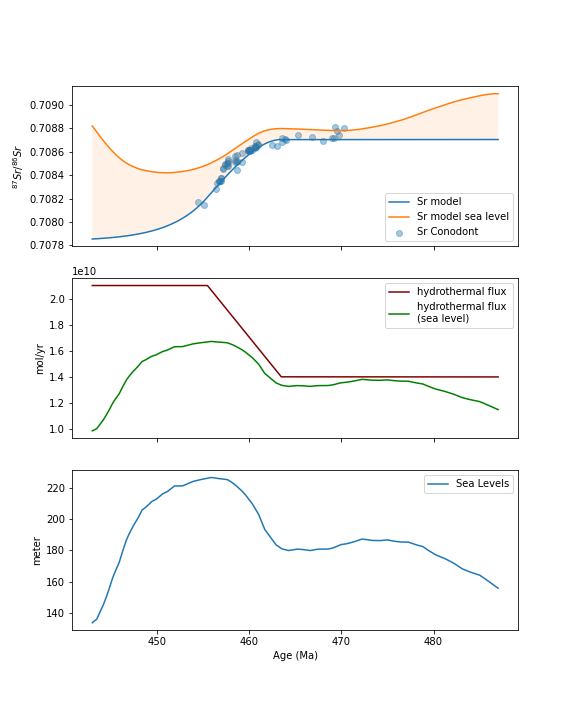 0.7090
0.7088
0.7086
0.7084
0.7082
0.7080
0.7078
⁸⁷Sr/⁸⁶Sr
Sr model
Sr model sea level
Sr Conodont
1e10
2.0
1.8
1.6
1.4
1.2
1.0
mol/yr
hydrothermal flux
hydrothermal flux
(sea level)
220
200
180
160
140
meter
Sea Levels
450 460 470 480
Age (Ma)